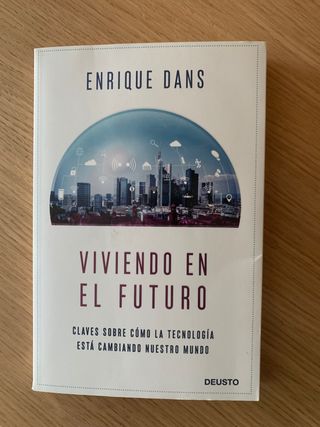 ENRIQUE DANS
VIVIENDO EN
EL FUTURO
CLAVES SOBRE CÓMO LA TECNOLOGÍA
ESTÁ CAMBIANDO NUESTRO MUNDO
DEUSTO